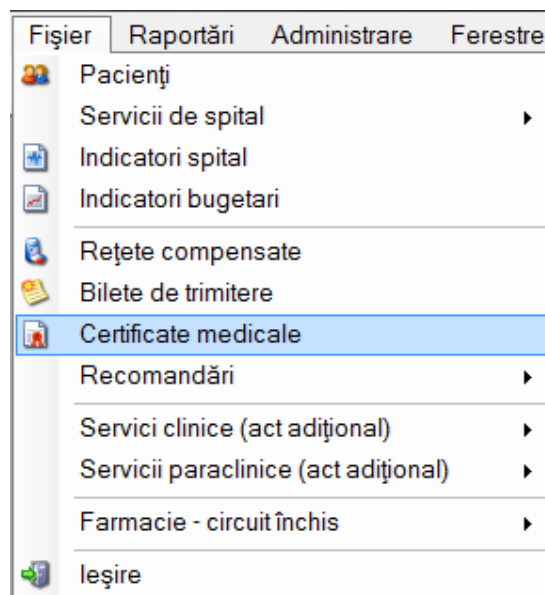 Fişier Raportări Administrare Ferestre
Pacienţi
Servicii de spital
Indicatori spital
Indicatori bugetari
Reţete compensate
Bilete de trimitere
Certificate medicale
Recomandări
Servici clinice (act adiţional)
Servicii paraclinice (act adiţional)
Farmacie - circuit închis
Ieşire